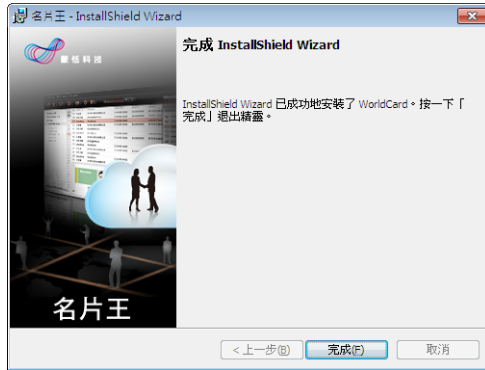 名片王 - InstallShield Wizard
蒙恬科技
完成 InstallShield Wizard
InstallShield Wizard 已成功地安裝了 WorldCard。按一下「
完成」退出精靈。
名片王
< 上一步(B)
完成(F)
取消